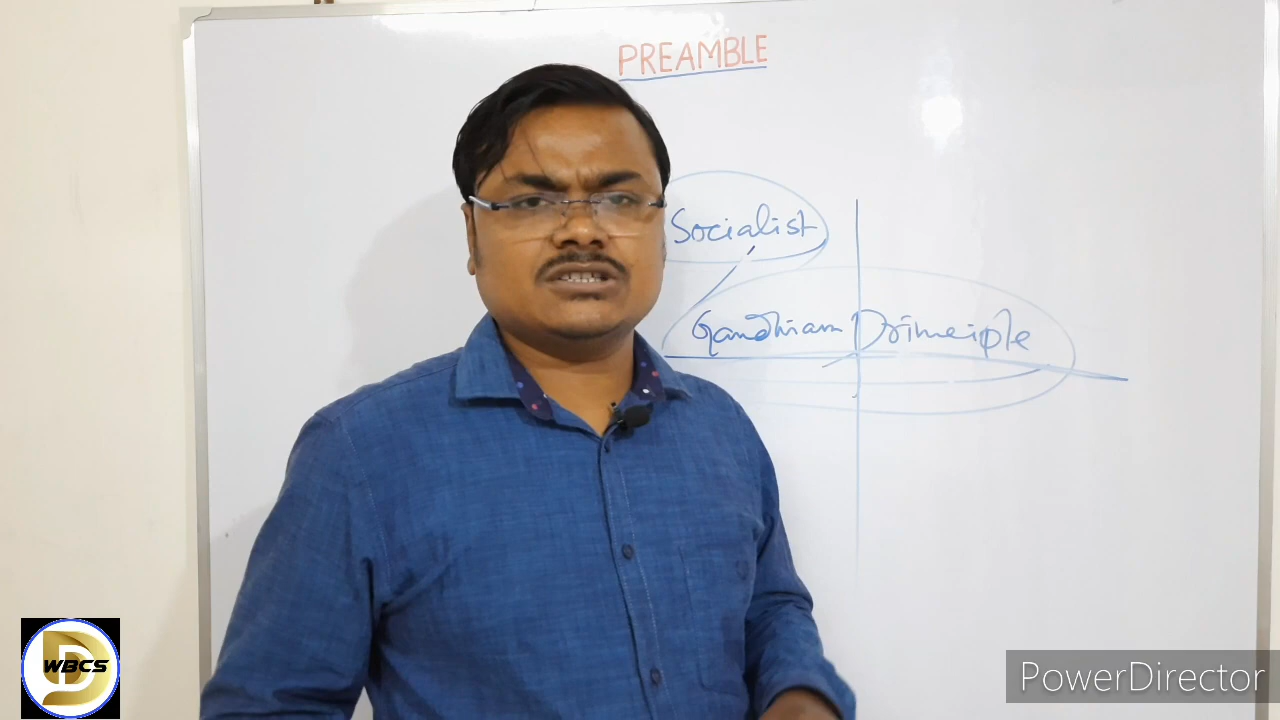 PREAMBLE
Socialist
Gandhian Principle
D
WBCS
PowerDirector